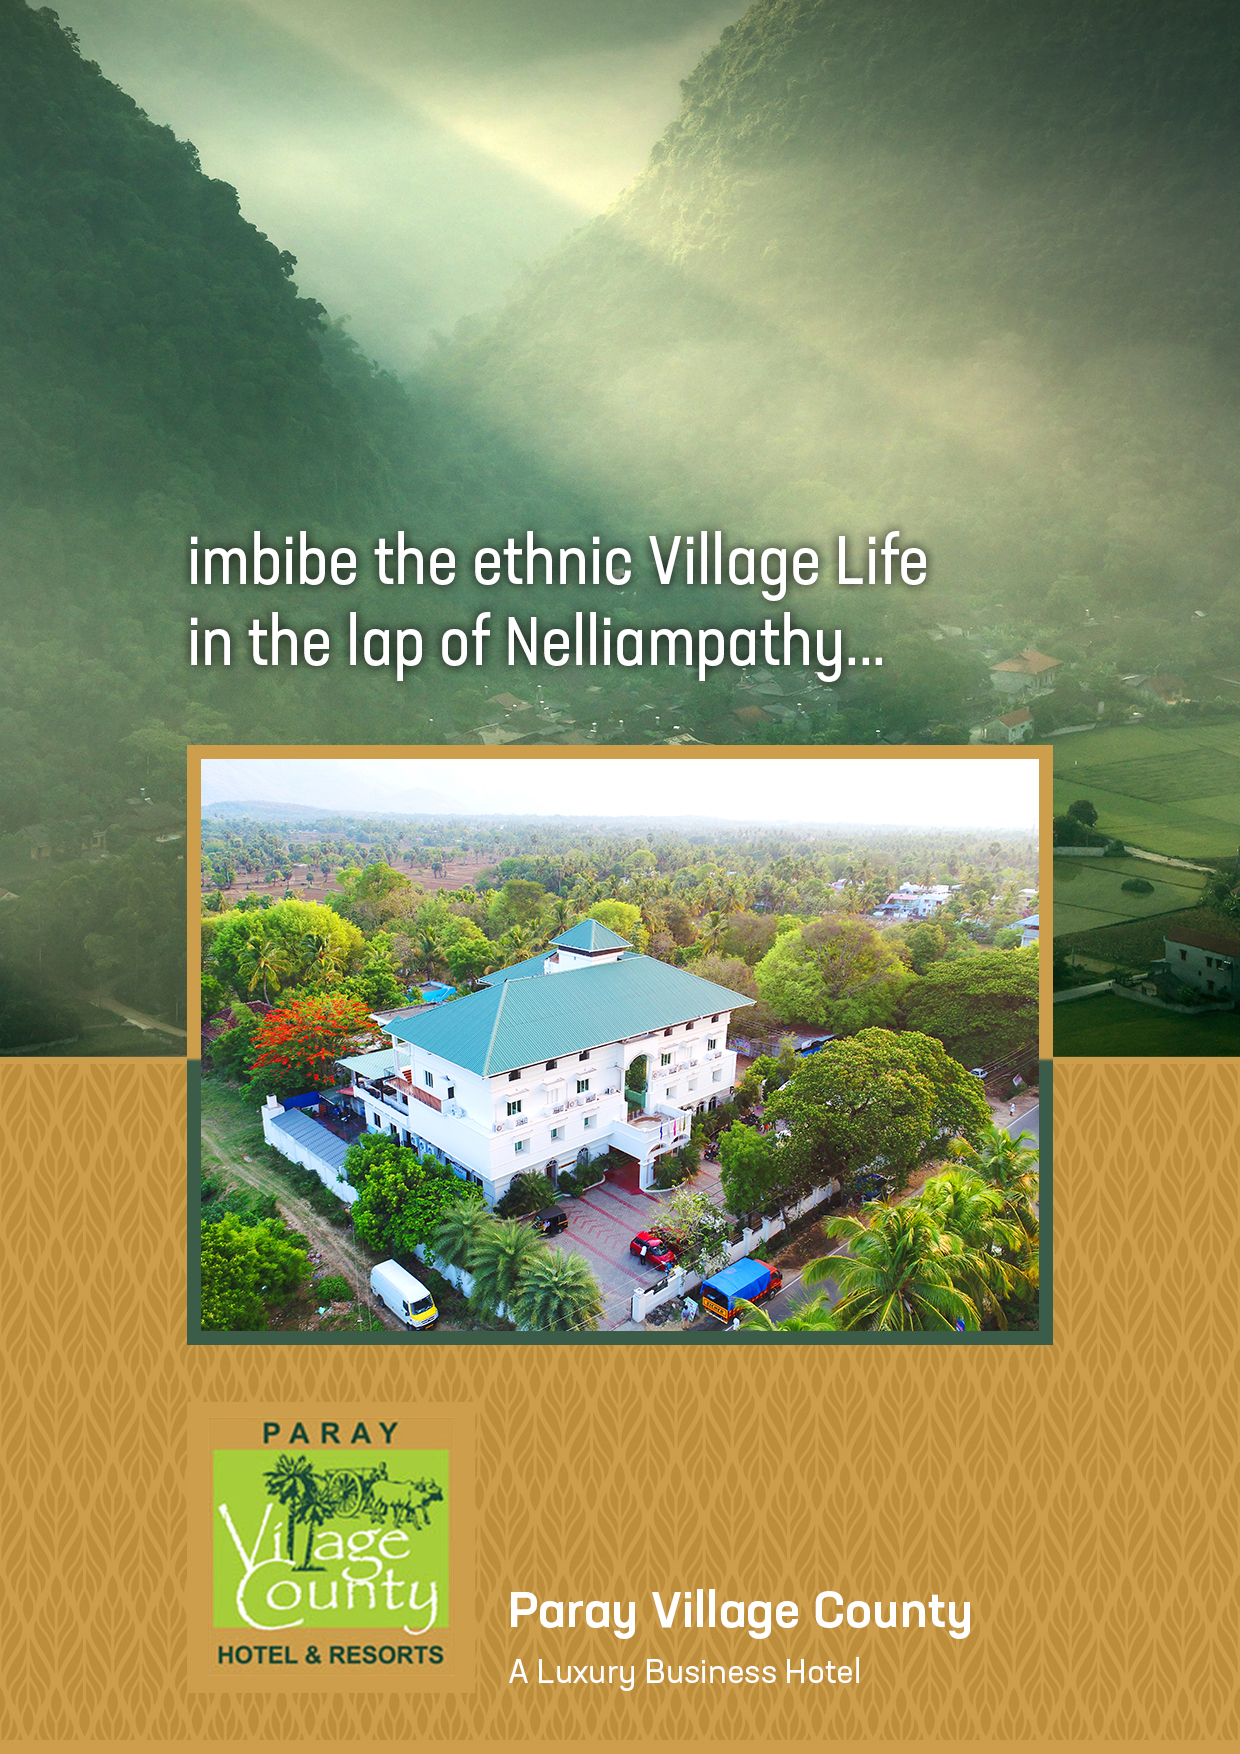 imbibe the ethnic Village Life
in the lap of Nelliampathy...
PARAY
Village
County
HOTEL & RESORTS
Paray Village County
A Luxury Business Hotel